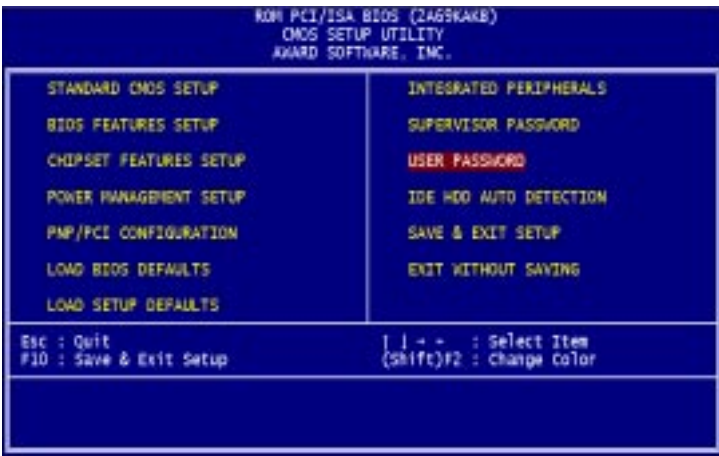 ROM PCI/ISA BIOS (2A69KAKB)
CMOS SETUP UTILITY
AWARD SOFTWARE, INC.
STANDARD CMOS SETUP
BIOS FEATURES SETUP
CHIPSET FEATURES SETUP
POWER MANAGEMENT SETUP
PNP/PCI CONFIGURATION
LOAD BIOS DEFAULTS
LOAD SETUP DEFAULTS
INTEGRATED PERIPHERALS
SUPERVISOR PASSWORD
USER PASSWORD
IDE HDD AUTO DETECTION
SAVE & EXIT SETUP
EXIT WITHOUT SAVING
Esc : Quit
F10 : Save & Exit Setup
↑ ↓ → ← : Select Item
(Shift)F2 : Change Color